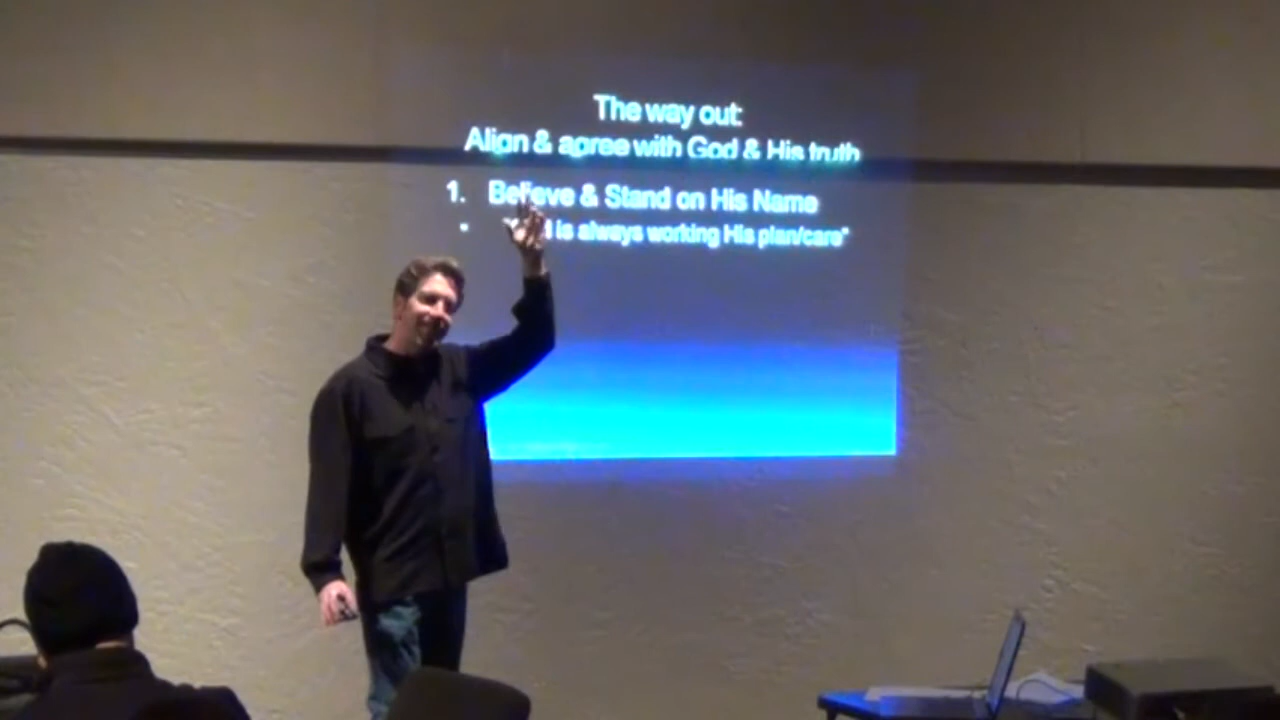 The way out:
Align & agree with God & His truth
1. Believe & Stand on His Name
- is always working His plan/care"